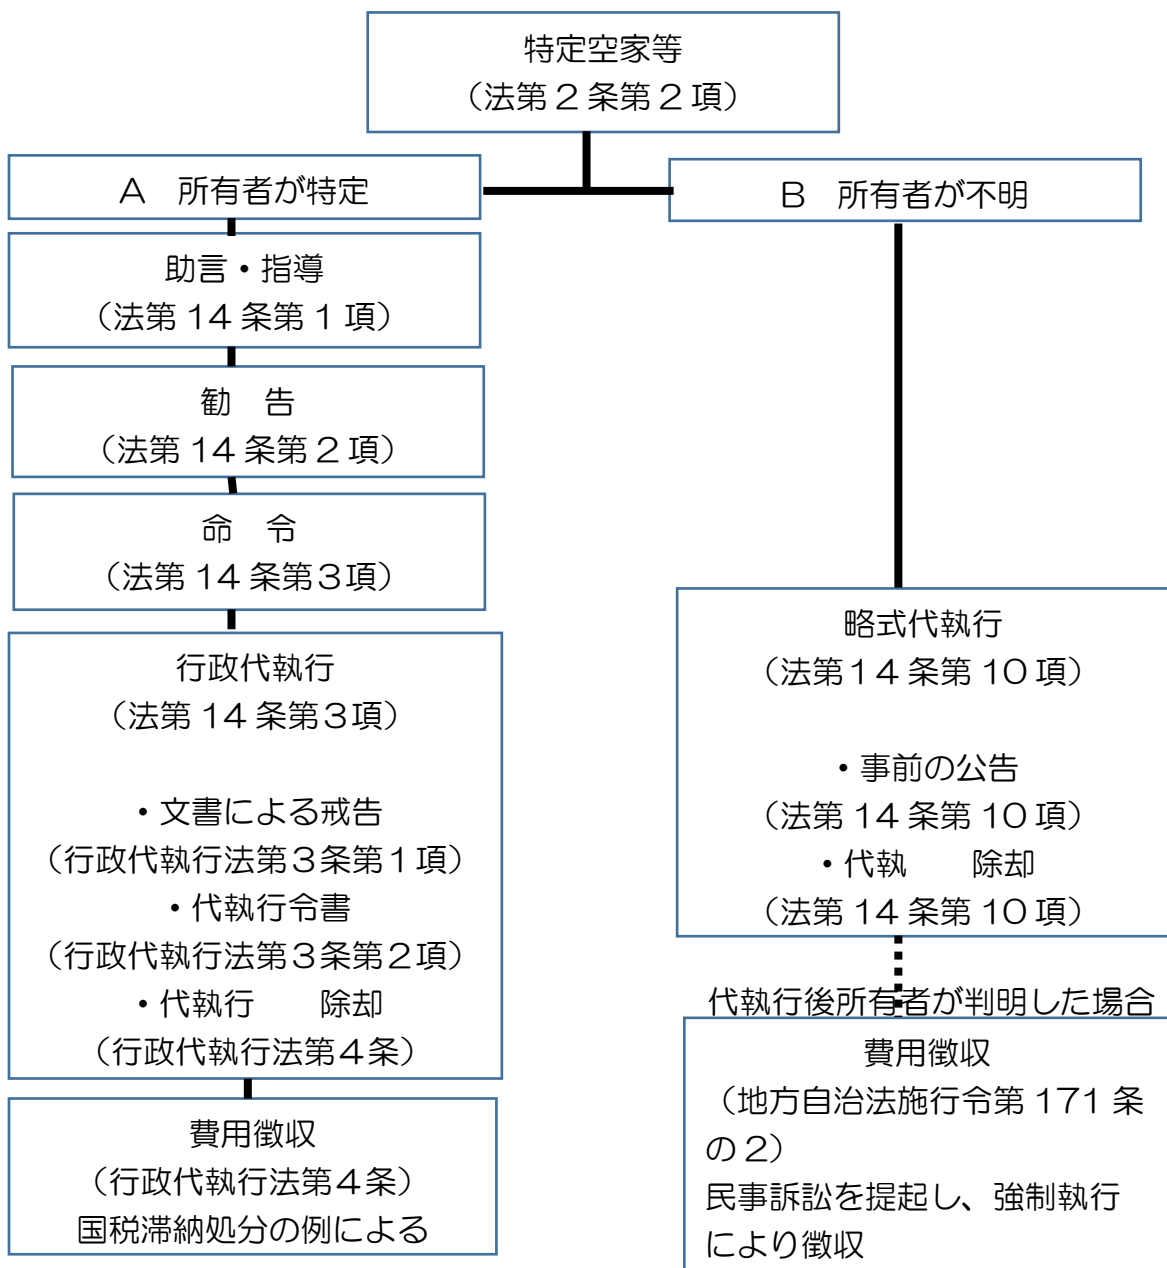 特定空家等
（法第２条第２項）
Ａ　所有者が特定
助言・指導
（法第 14 条第１項）
勧　告
（法第 14 条第２項）
命　令
（法第 14 条第３項）
行政代執行
（法第 14 条第３項）
・文書による戒告
（行政代執行法第３条第１項）
・代執行令書
（行政代執行法第３条第２項）
・代執行　　除却
（行政代執行法第４条）
費用徴収
（行政代執行法第４条）
国税滞納処分の例による
Ｂ　所有者が不明
略式代執行
（法第１４条第 10 項）
・事前の公告
（法第 14 条第 10 項）
・代執　　除却
（法第 14 条第 10 項）
代執行後所有者が判明した場合
費用徴収
（地方自治法施行令第 171 条
の２）
民事訴訟を提起し、強制執行
により徴収